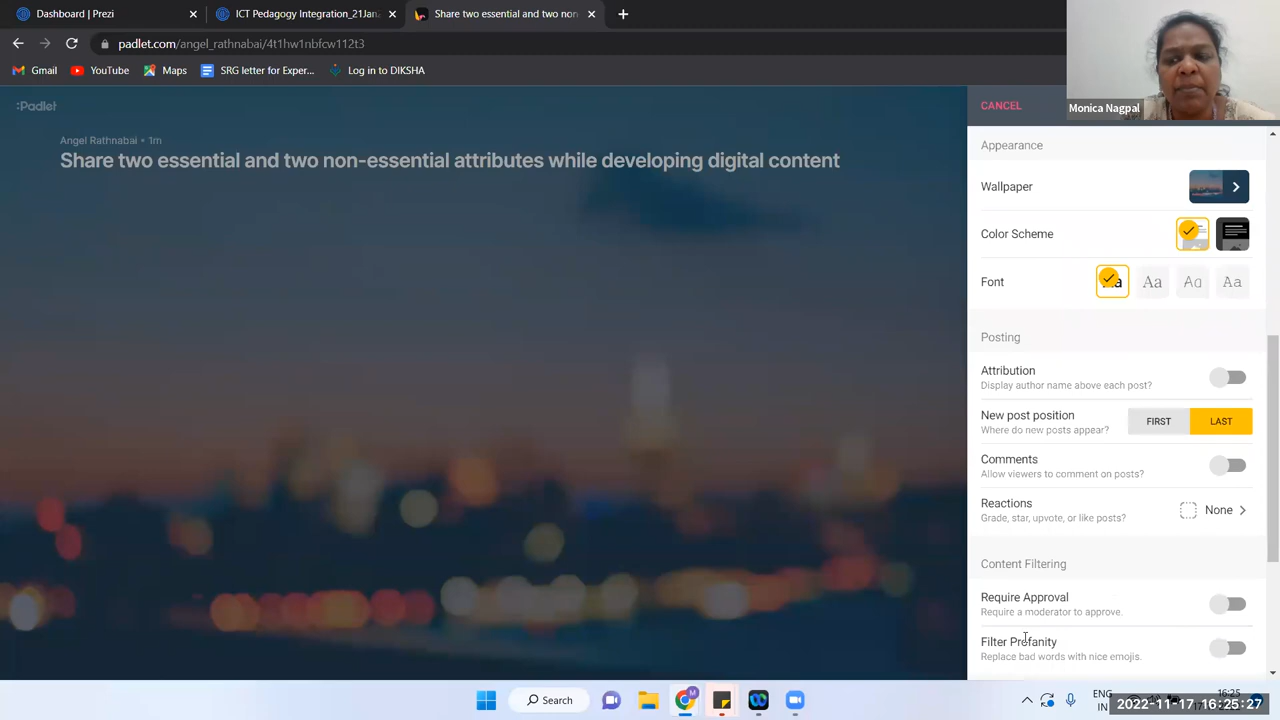 Dashboard | Prezi
ICT Pedagogy Integration_21Jan
Share two essential and two non
padlet.com/angel_rathnabai/4t1hw1nbfcw112t3
Gmail
YouTube
Maps
SRG letter for Exper...
Log in to DIKSHA
Monica Nagpal
:Padlet
Angel Rathnabai • 1m
Share two essential and two non-essential attributes while developing digital content
CANCEL
Appearance
Wallpaper
Color Scheme
Font
Aa Aa Aa
Posting
Attribution
Display author name above each post?
New post position
Where do new posts appear?
FIRST LAST
Comments
Allow viewers to comment on posts?
Reactions
Grade, star, upvote, or like posts?
None
Content Filtering
Require Approval
Require a moderator to approve.
Filter Profanity
Replace bad words with nice emojis.
Search
ENG
IN
16:25
2022-11-17 16:25:27